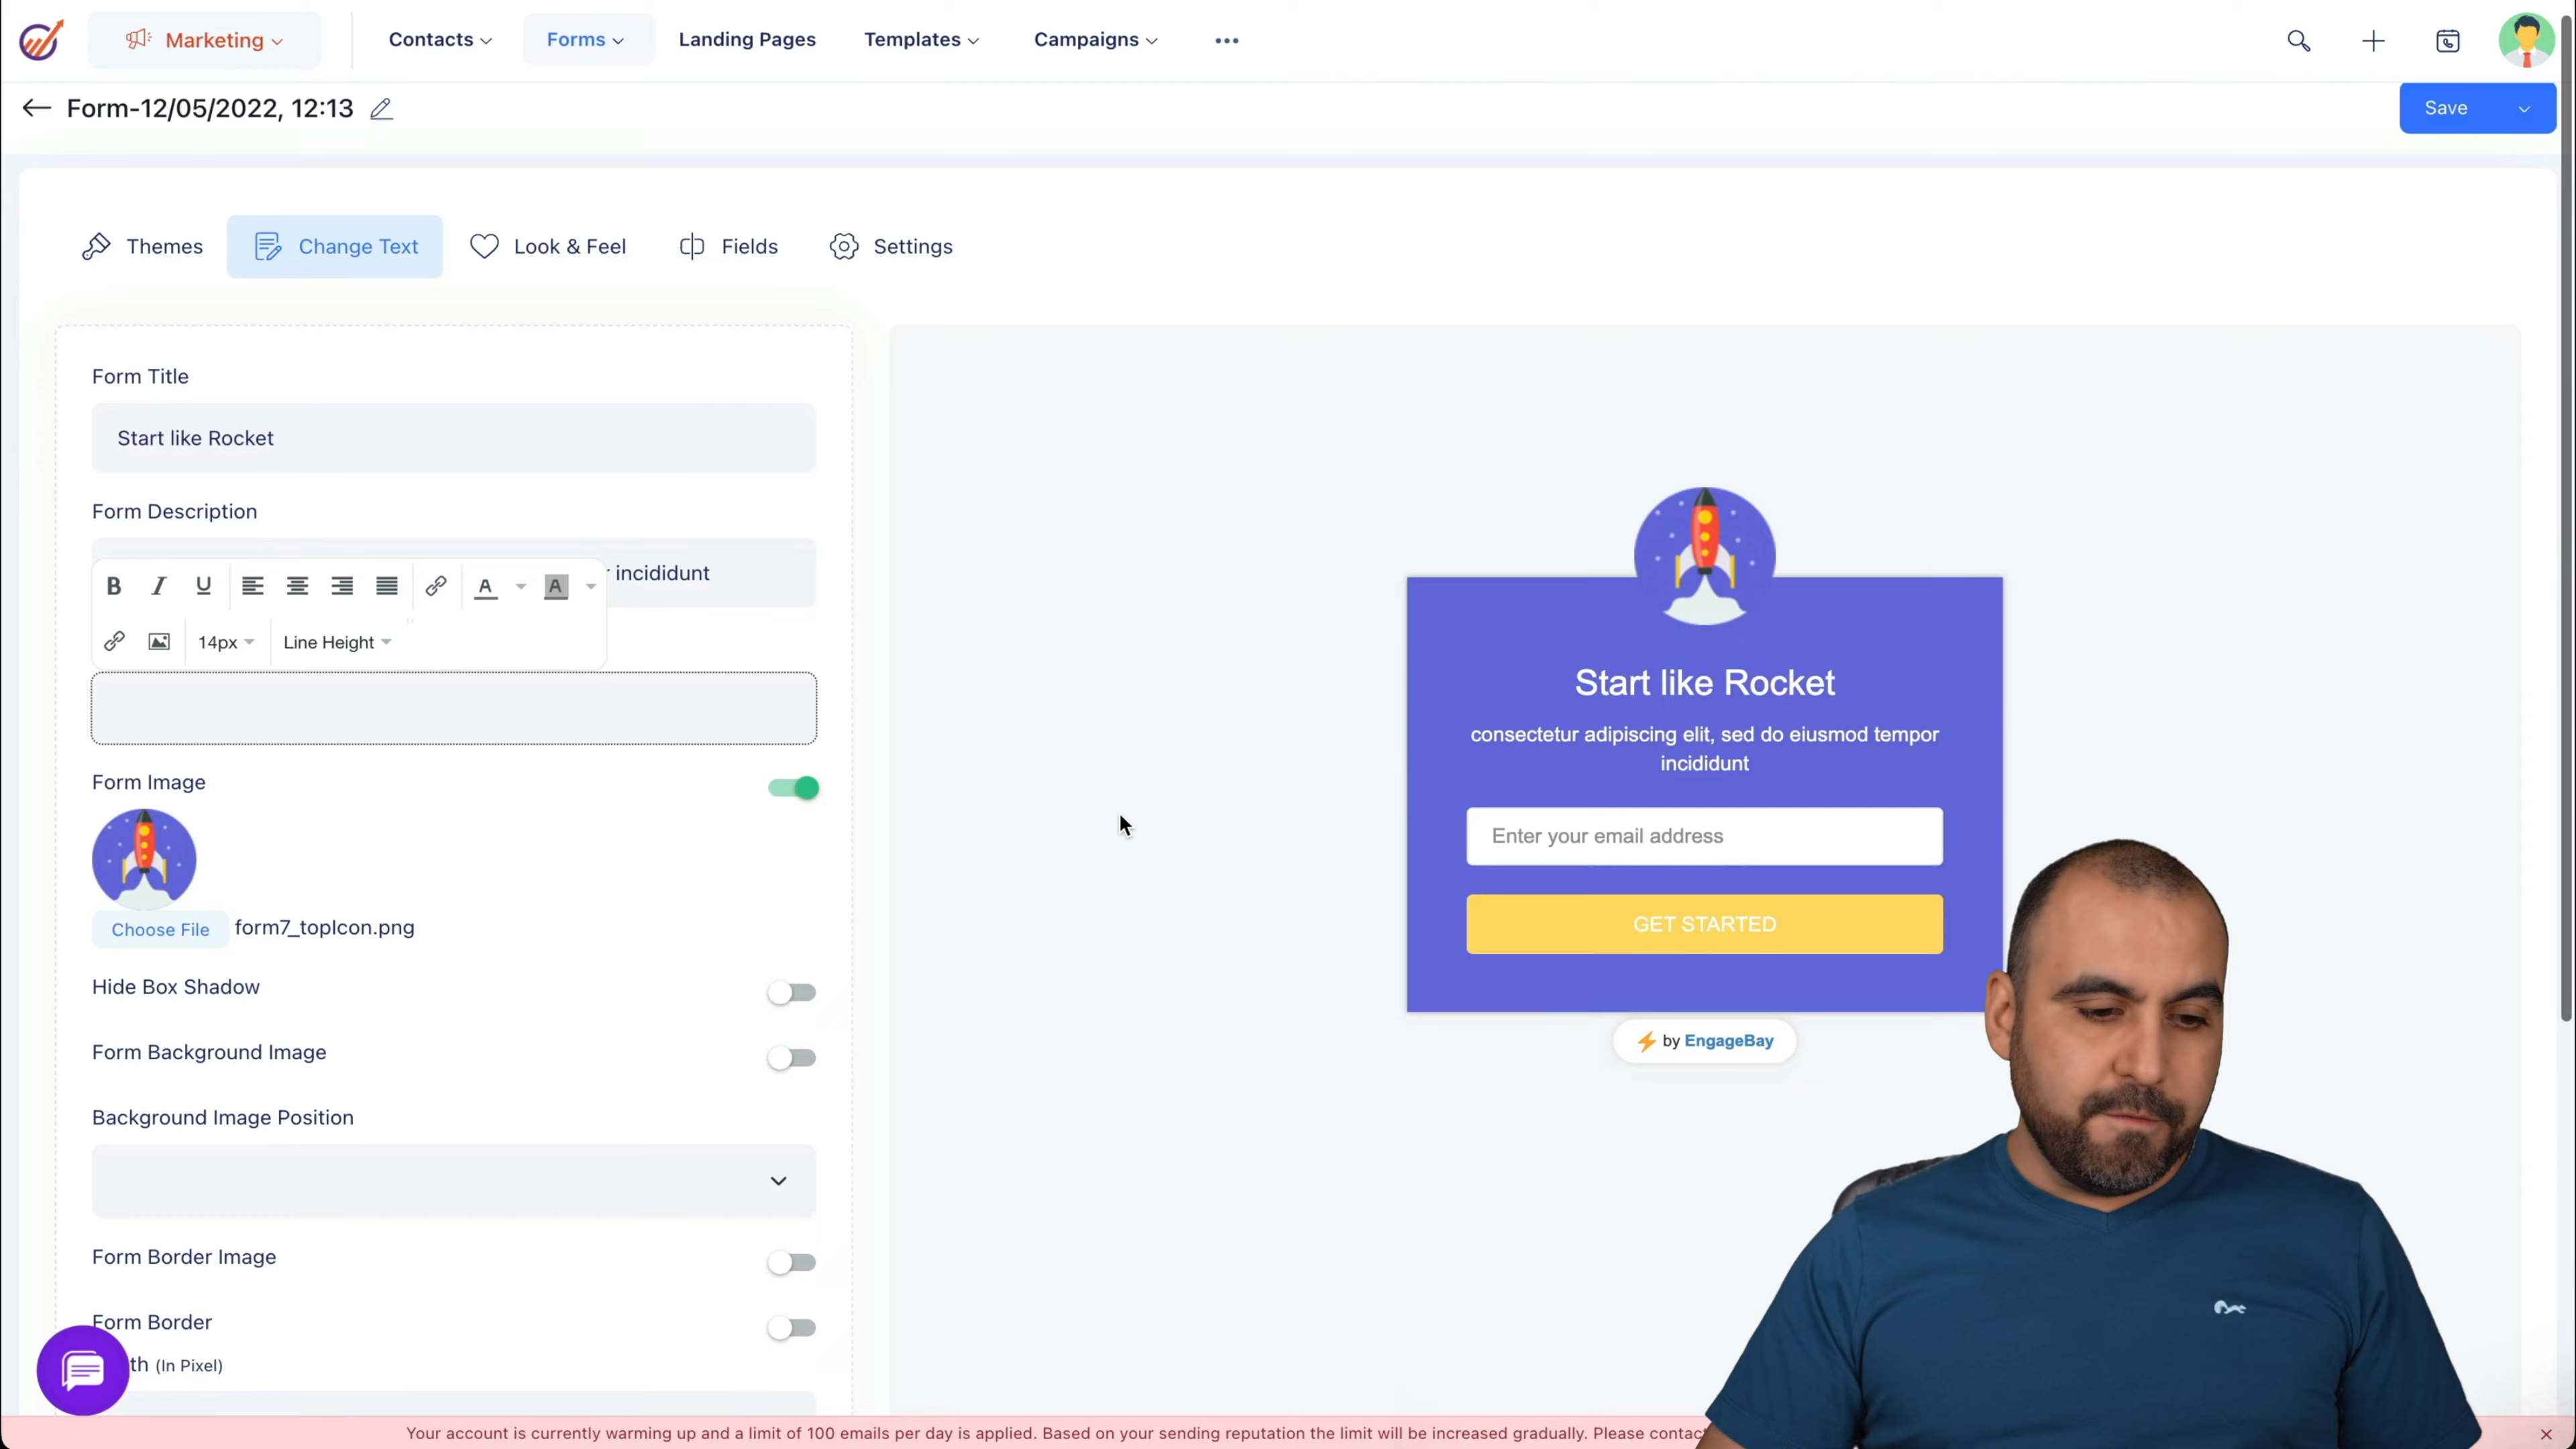 Marketing
Contacts
Forms
Landing Pages
Templates
Campaigns
Form-12/05/2022, 12:13
Save
Themes
Change Text
Look & Feel
Fields
Settings
Form Title
Start like Rocket
Form Description
incididunt
B I U A A
14px
Line Height
Form Image
Choose File
form7_topIcon.png
Hide Box Shadow
Form Background Image
Background Image Position
Form Border Image
Form Border
th (In Pixel)
Start like Rocket
consectetur adipiscing elit, sed do eiusmod tempor
incididunt
Enter your email address
GET STARTED
by EngageBay
Your account is currently warming up and a limit of 100 emails per day is applied. Based on your sending reputation the limit will be increased gradually. Please contac